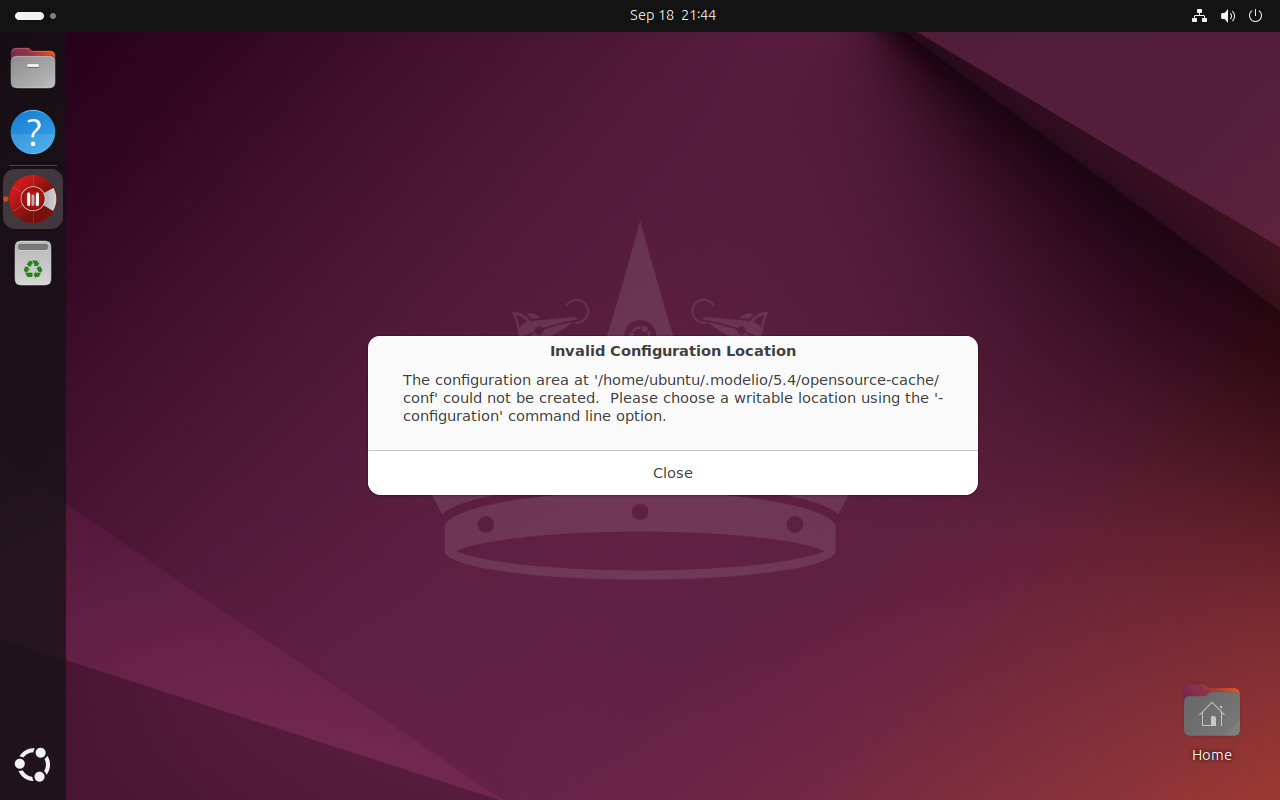 Sep 18  21:44
Invalid Configuration Location
The configuration area at '/home/ubuntu/.modelio/5.4/opensource-cache/
conf' could not be created.  Please choose a writable location using the '-
configuration' command line option.
Close
Home